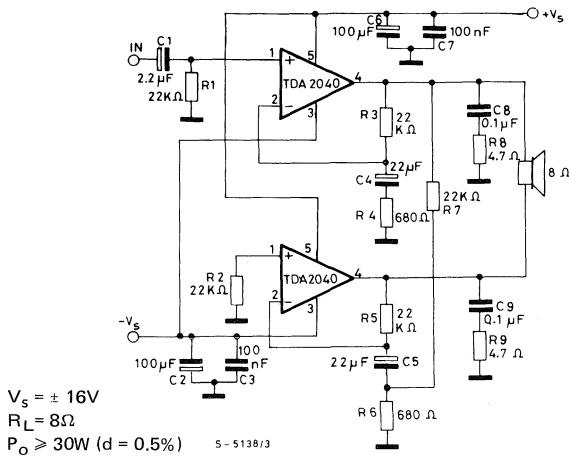 C6
100µF
100nF
C7
+Vs
IN
C1
2.2µF
22KΩ
R1
1
+
5
TDA2040
4
2
−
3
R3
22
KΩ
C8
0.1µF
R8
4.7Ω
8Ω
22µF
C4
R4
680Ω
22KΩ
R7
R2
22KΩ
1
+
5
TDA2040
4
2
−
3
R5
22
KΩ
C9
0.1µF
R9
4.7Ω
−Vs
100µF
C2
100
nF
C3
22µF
C5
R6
680Ω
Vs = ± 16V
RL = 8Ω
Po ⩾ 30W (d = 0.5%)
S-5138/3